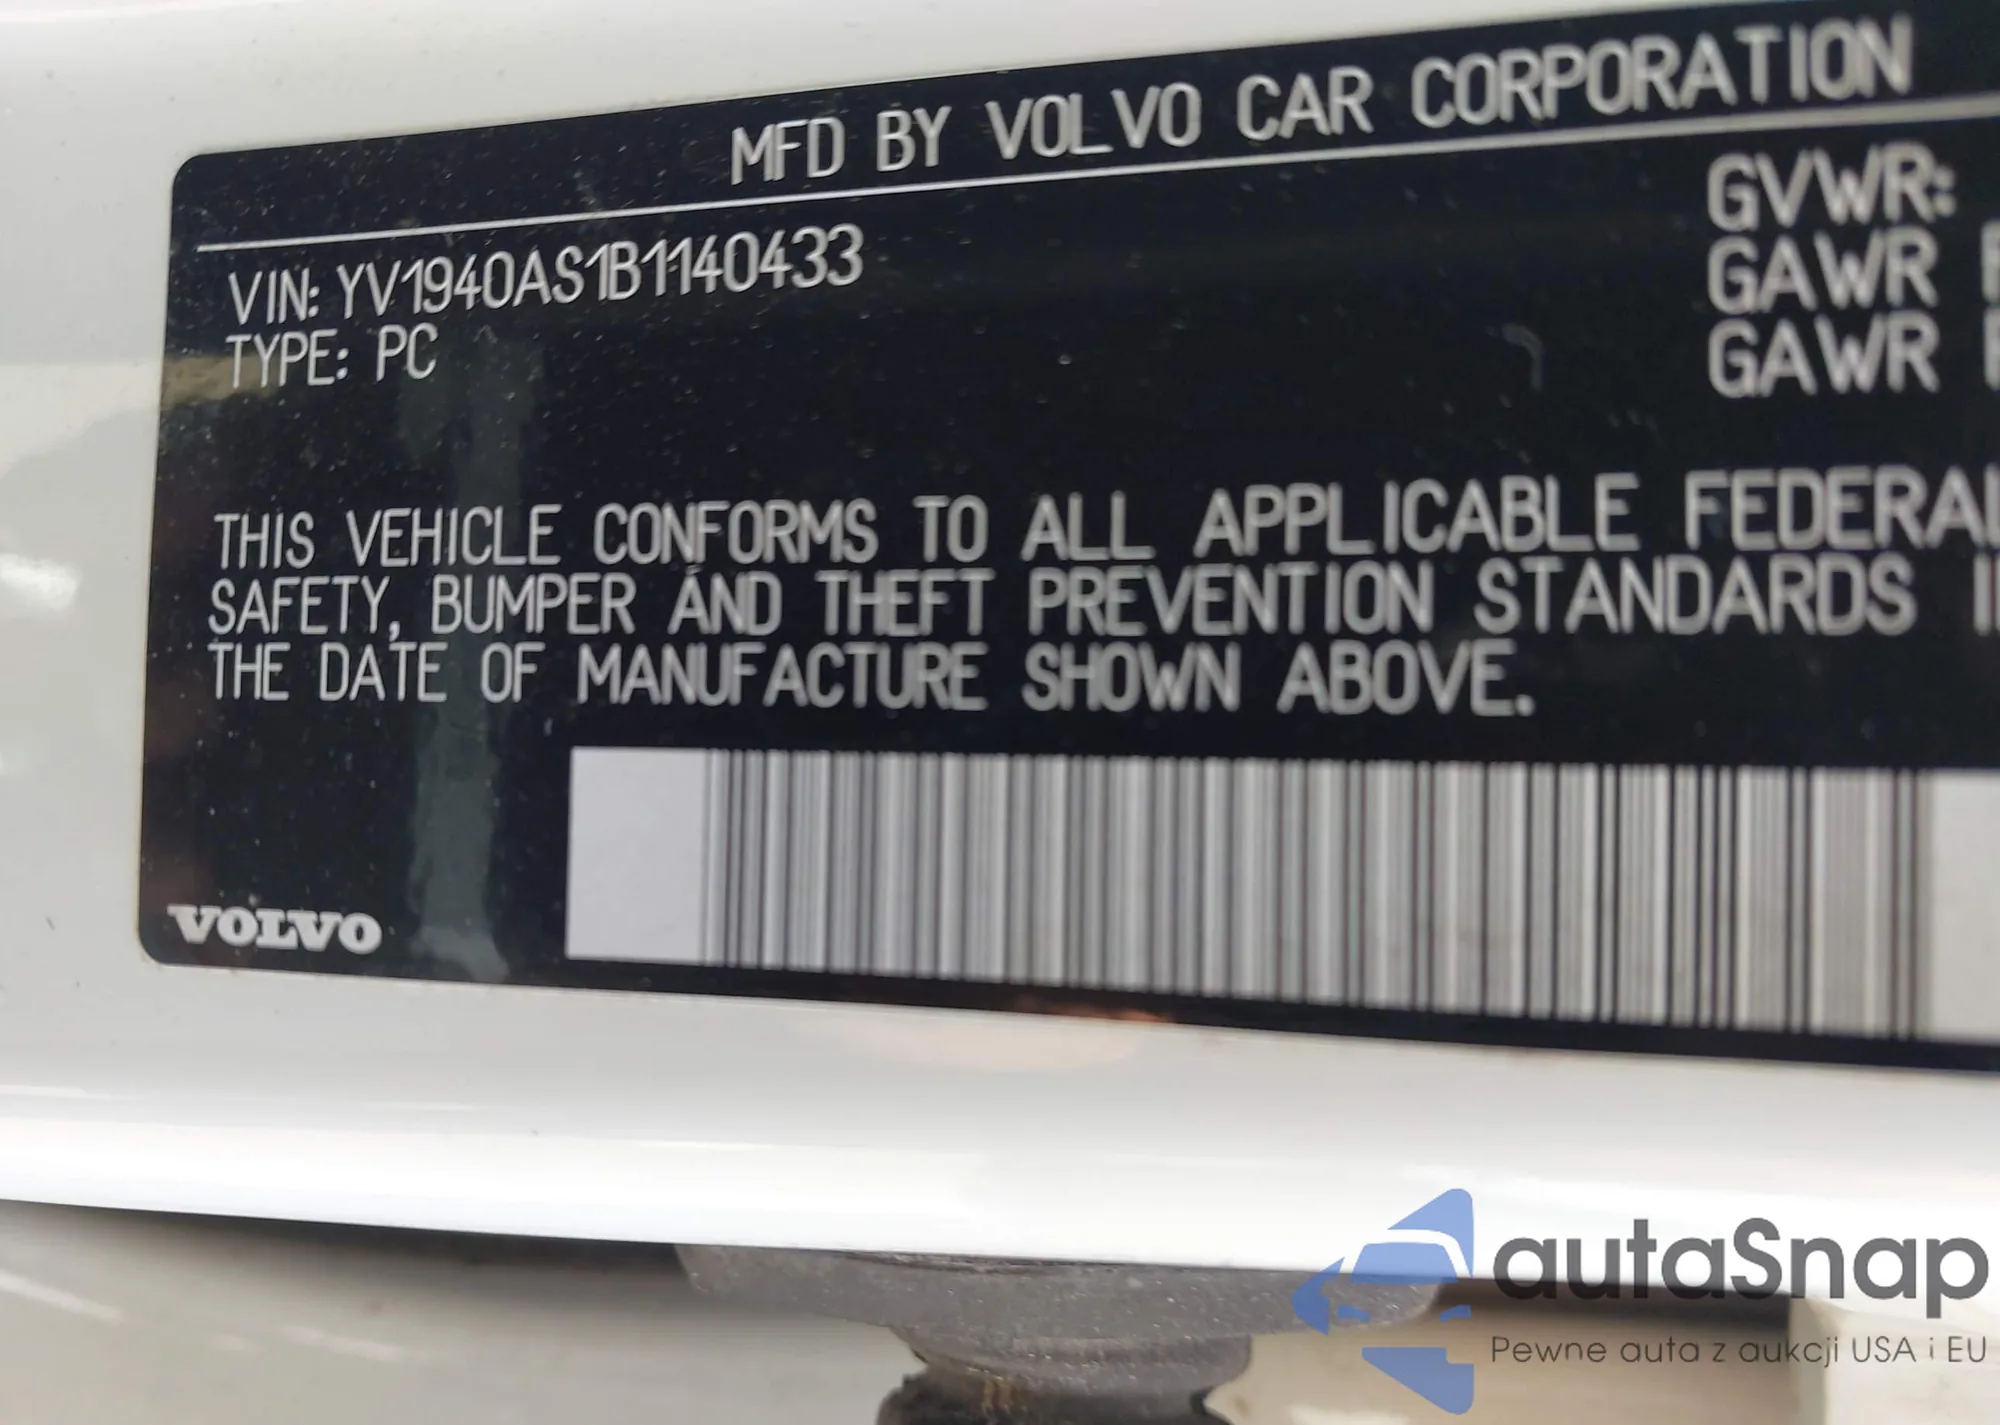 MFD BY VOLVO CAR CORPORATION
VIN: YV1940AS1B1140433
TYPE: PC
GVWR:
GAWR
GAWR
THIS VEHICLE CONFORMS TO ALL APPLICABLE FEDERAL
SAFETY, BUMPER AND THEFT PREVENTION STANDARDS
THE DATE OF MANUFACTURE SHOWN ABOVE.
VOLVO
autaSnap
Pewne auta z aukcji USA i EU